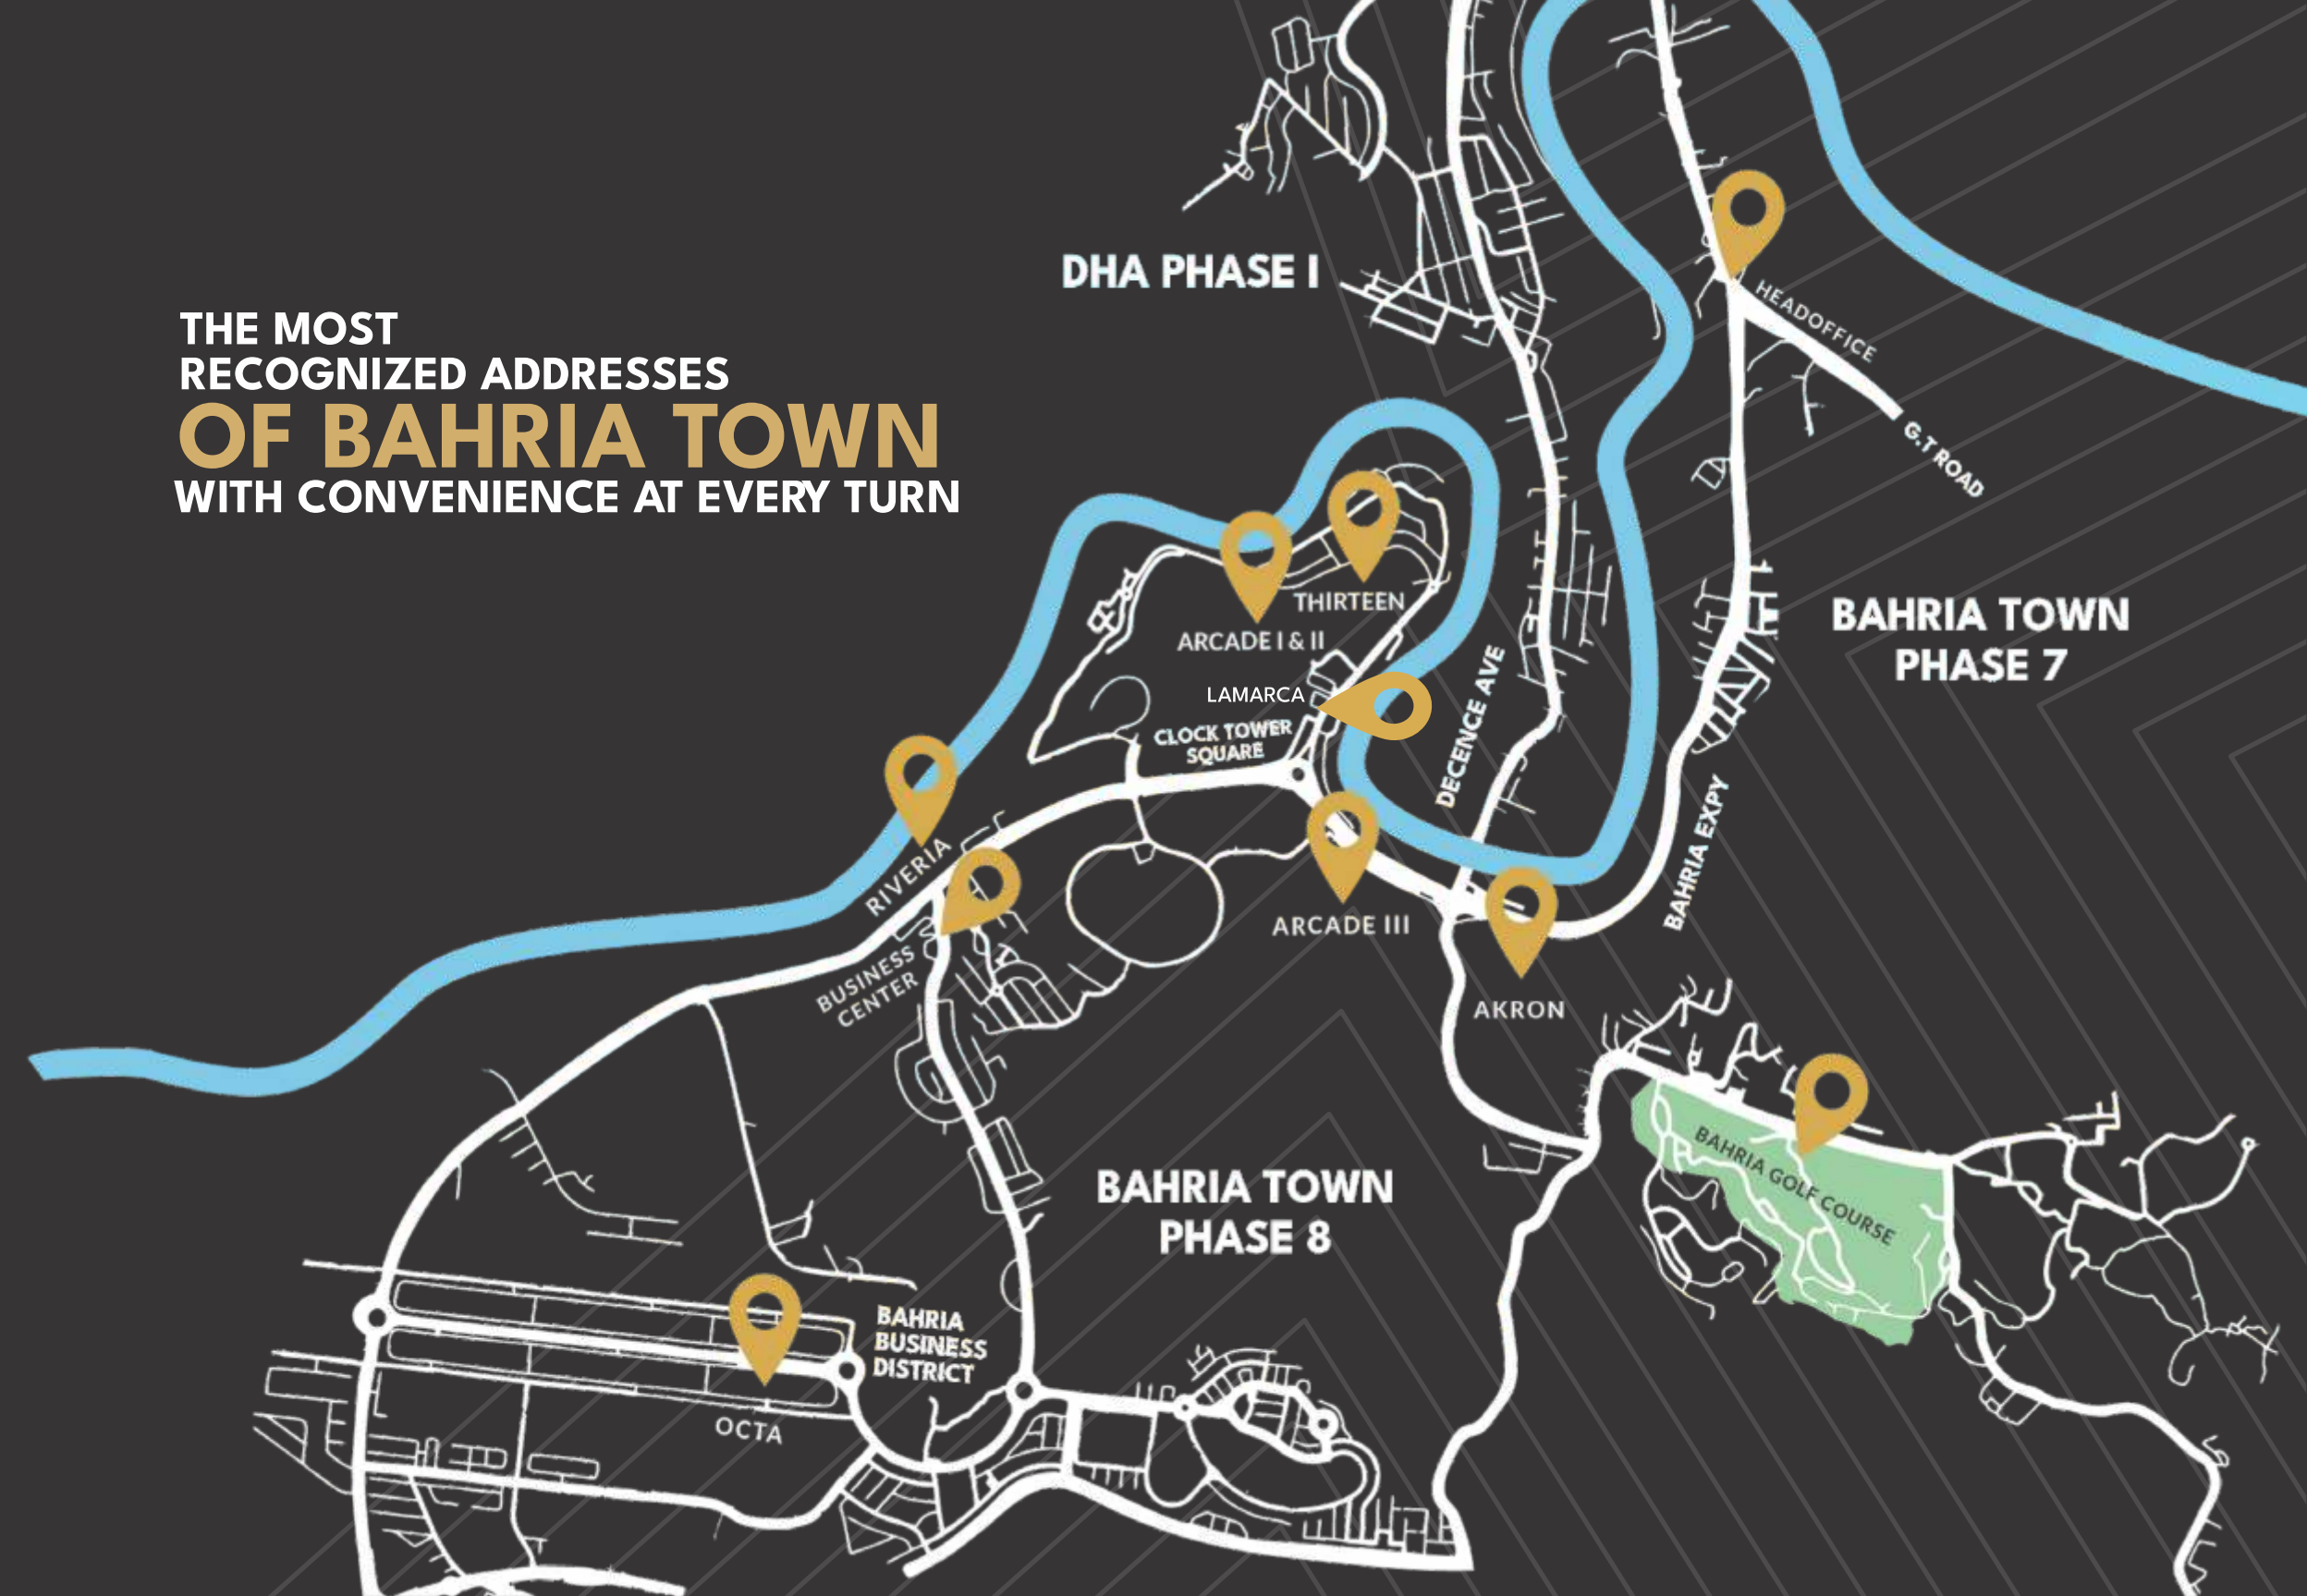 THE MOST
RECOGNIZED ADDRESSES
OF BAHRIA TOWN
WITH CONVENIENCE AT EVERY TURN
DHA PHASE I
HEADOFFICE
G.T ROAD
THIRTEEN
ARCADE I & II
BAHRIA TOWN
PHASE 7
LAMARCA
CLOCK TOWER
SQUARE
DECENCE AVE
BAHRIA EXPY
RIVERIA
BUSINESS
CENTER
ARCADE III
AKRON
BAHRIA GOLF COURSE
BAHRIA TOWN
PHASE 8
BAHRIA
BUSINESS
DISTRICT
OCTA